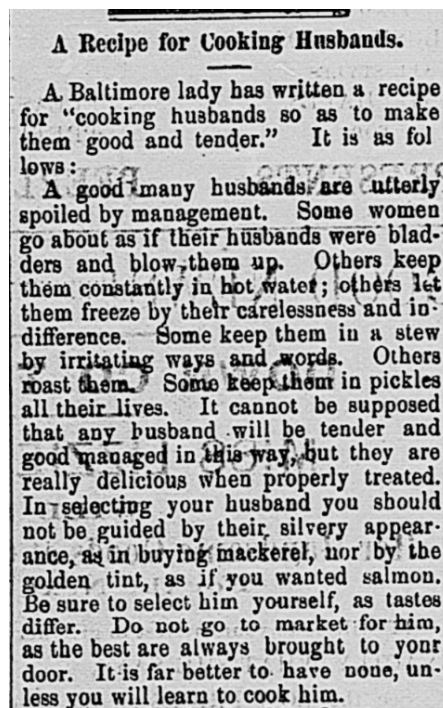 A Recipe for Cooking Husbands.
A Baltimore lady has written a recipe
for "cooking husbands so as to make
them good and tender." It is as fol
lows:
A good many husbands are utterly
spoiled by management. Some women
go about as if their husbands were blad-
ders and blow them up. Others keep
them constantly in hot water; others let
them freeze by their carelessness and in-
difference. Some keep them in a stew
by irritating ways and words. Others
roast them. Some keep them in pickles
all their lives. It cannot be supposed
that any husband will be tender and
good managed in this way, but they are
really delicious when properly treated.
In selecting your husband you should
not be guided by their silvery appear-
ance, as in buying mackerel, nor by the
golden tint, as if you wanted salmon.
Be sure to select him yourself, as tastes
differ. Do not go to market for him,
as the best are always brought to your
door. It is far better to have none, un-
less you will learn to cook him.